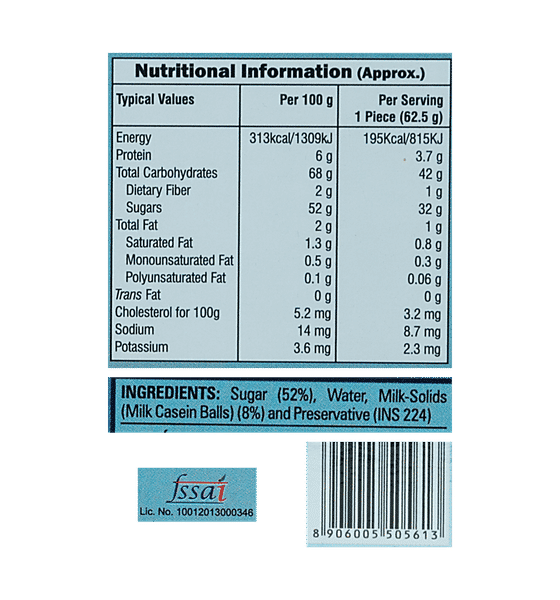 Nutritional Information (Approx.)
Typical Values Per 100 g Per Serving
1 Piece (62.5 g)
Energy 313kcal/1309kJ 195Kcal/815KJ
Protein 6 g 3.7 g
Total Carbohydrates 68 g 42 g
Dietary Fiber 2 g 1 g
Sugars 52 g 32 g
Total Fat 2 g 1 g
Saturated Fat 1.3 g 0.8 g
Monounsaturated Fat 0.5 g 0.3 g
Polyunsaturated Fat 0.1 g 0.06 g
Trans Fat 0 g 0 g
Cholesterol for 100g 5.2 mg 3.2 mg
Sodium 14 mg 8.7 mg
Potassium 3.6 mg 2.3 mg
INGREDIENTS: Sugar (52%), Water, Milk-Solids
(Milk Casein Balls) (8%) and Preservative (INS 224)
fssai
Lic. No. 10012013000346
8 906005 505613